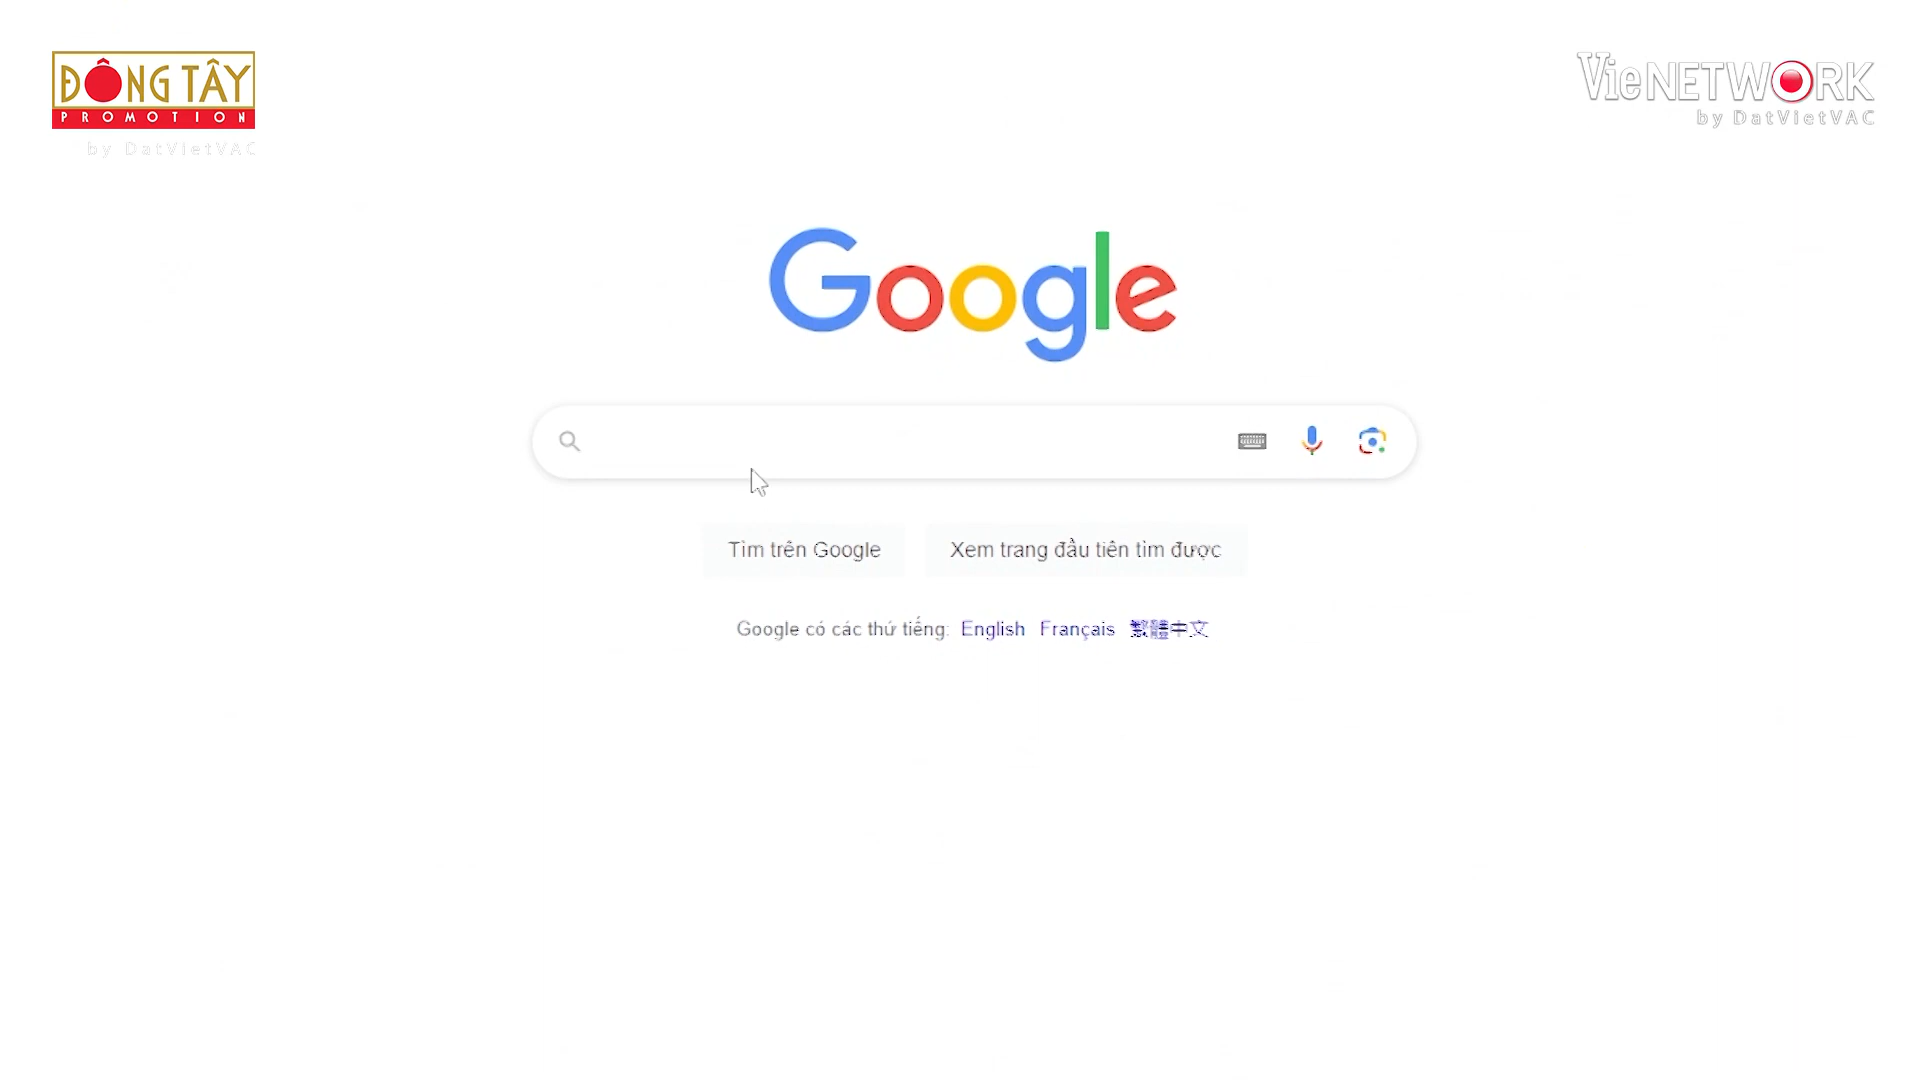 ĐÔNG TÂY
PROMOTION
by DatVietVAC
VieNETWORK
by DatVietVAC
Google
Tìm trên Google
Xem trang đầu tiên tìm được
Google có các thứ tiếng: English Français 繁體中文